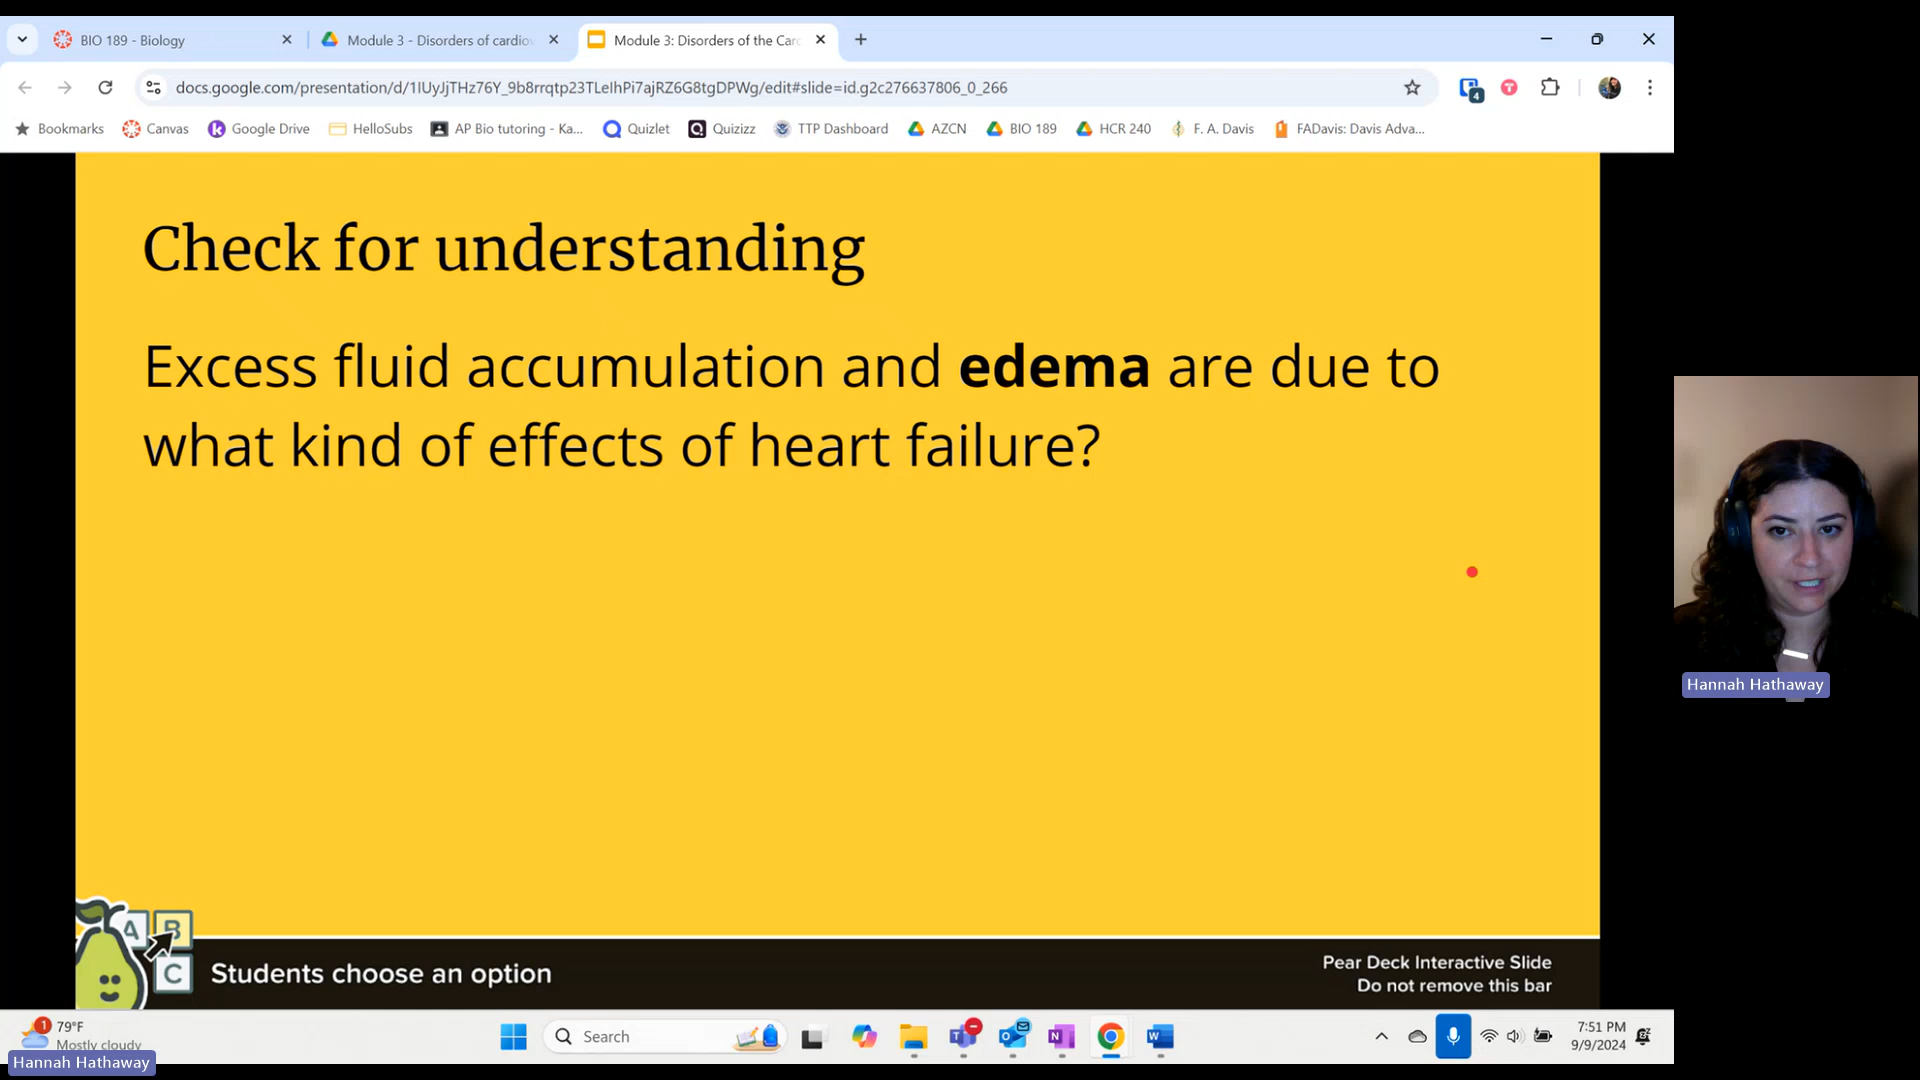 BIO 189 - Biology
Module 3 - Disorders of cardiov
Module 3: Disorders of the Car
docs.google.com/presentation/d/1IUyJjTHz76Y_9b8rrqtp23TLeIhPi7ajRZ6G8tgDPWg/edit#slide=id.g2c276637806_0_266
4
Bookmarks Canvas Google Drive HelloSubs AP Bio tutoring - Ka... Quizlet Quizizz TTP Dashboard AZCN BIO 189 HCR 240 F. A. Davis FADavis: Davis Adva...
Check for understanding
Excess fluid accumulation and edema are due to
what kind of effects of heart failure?
Hannah Hathaway
A B
C
Students choose an option
Pear Deck Interactive Slide
Do not remove this bar
1
79°F
Mostly cloudy
Search
7:51 PM
9/9/2024
Hannah Hathaway